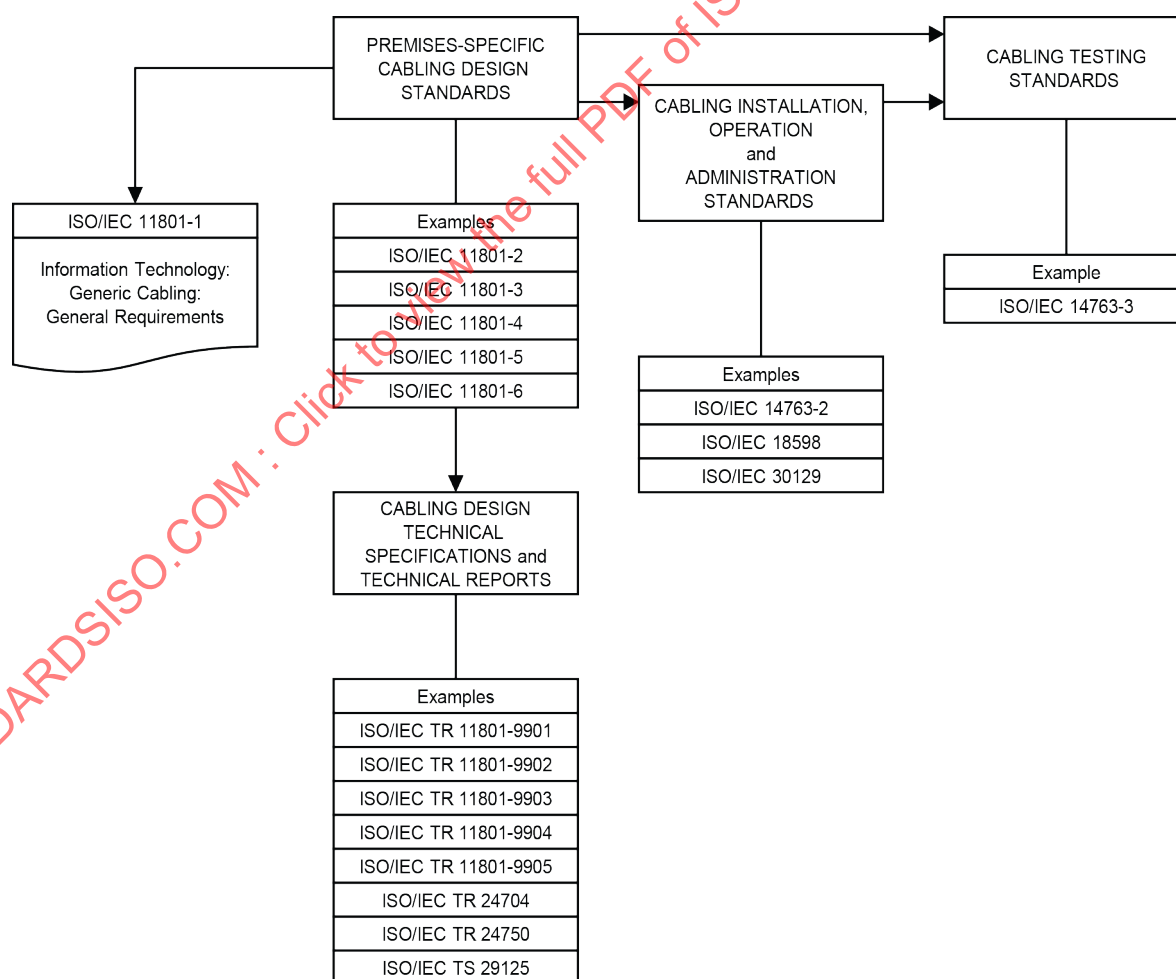 PREMISES-SPECIFIC
CABLING DESIGN
STANDARDS
CABLING TESTING
STANDARDS
CABLING INSTALLATION,
OPERATION
and
ADMINISTRATION
STANDARDS
ISO/IEC 11801-1
Information Technology:
Generic Cabling:
General Requirements
Examples
ISO/IEC 11801-2
ISO/IEC 11801-3
ISO/IEC 11801-4
ISO/IEC 11801-5
ISO/IEC 11801-6
Example
ISO/IEC 14763-3
Examples
ISO/IEC 14763-2
ISO/IEC 18598
ISO/IEC 30129
CABLING DESIGN
TECHNICAL
SPECIFICATIONS and
TECHNICAL REPORTS
Examples
ISO/IEC TR 11801-9901
ISO/IEC TR 11801-9902
ISO/IEC TR 11801-9903
ISO/IEC TR 11801-9904
ISO/IEC TR 11801-9905
ISO/IEC TR 24704
ISO/IEC TR 24750
ISO/IEC TS 29125
DARDSISO.COM : Click to view the full PDF of IS